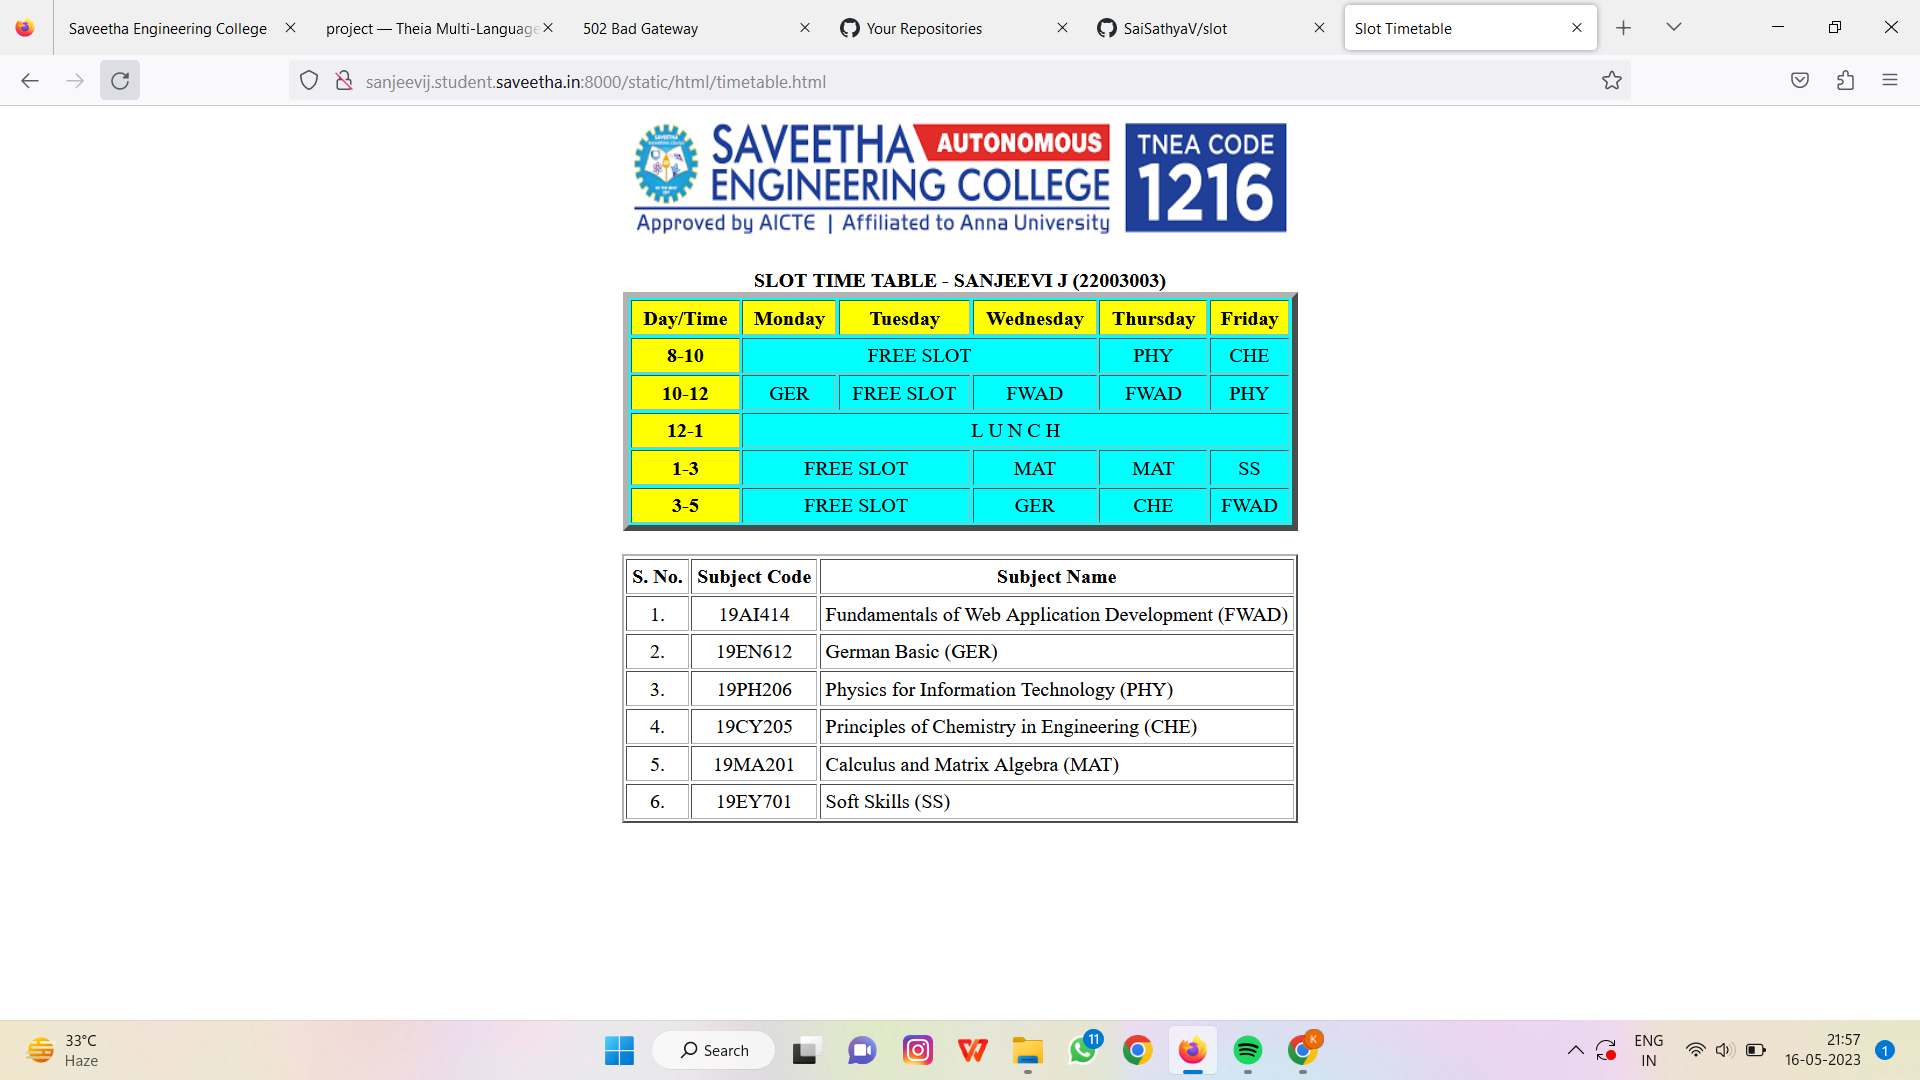 Saveetha Engineering College
project — Theia Multi-Language
502 Bad Gateway
Your Repositories
SaiSathyaV/slot
Slot Timetable
sanjeevij.student.saveetha.in:8000/static/html/timetable.html
SAVEETHA AUTONOMOUS
ENGINEERING COLLEGE
Approved by AICTE | Affiliated to Anna University
TNEA CODE
1216
SLOT TIME TABLE - SANJEEVI J (22003003)
Day/Time Monday Tuesday Wednesday Thursday Friday
8-10 FREE SLOT PHY CHE
10-12 GER FREE SLOT FWAD FWAD PHY
12-1 L U N C H
1-3 FREE SLOT MAT MAT SS
3-5 FREE SLOT GER CHE FWAD
S. No. Subject Code Subject Name
1. 19AI414 Fundamentals of Web Application Development (FWAD)
2. 19EN612 German Basic (GER)
3. 19PH206 Physics for Information Technology (PHY)
4. 19CY205 Principles of Chemistry in Engineering (CHE)
5. 19MA201 Calculus and Matrix Algebra (MAT)
6. 19EY701 Soft Skills (SS)
33°C
Haze
Search
11
K
ENG
IN
21:57
16-05-2023
1